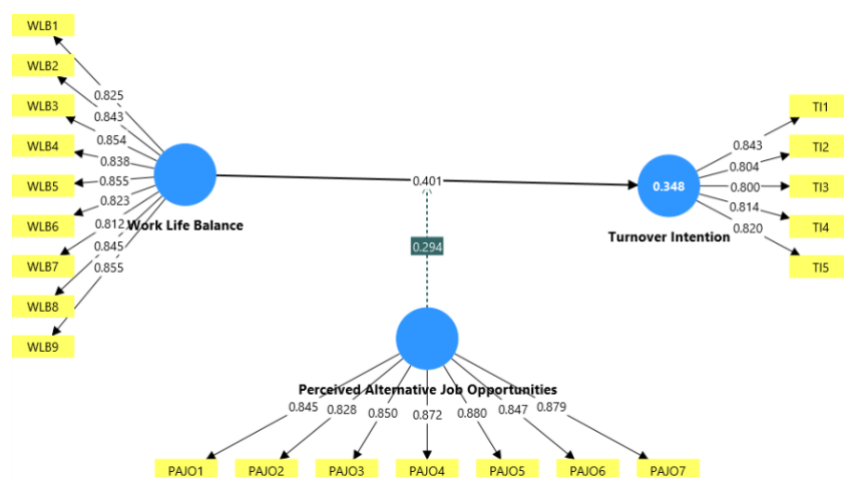 WLB1
WLB2
WLB3
WLB4
WLB5
WLB6
WLB7
WLB8
WLB9
0.825
0.843
0.854
0.838
0.855
0.823
0.812
0.845
0.855
Work Life Balance
0.401
0.294
0.348
Turnover Intention
0.843
0.804
0.800
0.814
0.820
TI1
TI2
TI3
TI4
TI5
Perceived Alternative Job Opportunities
0.845
0.828
0.850
0.872
0.880
0.847
0.879
PAJO1
PAJO2
PAJO3
PAJO4
PAJO5
PAJO6
PAJO7